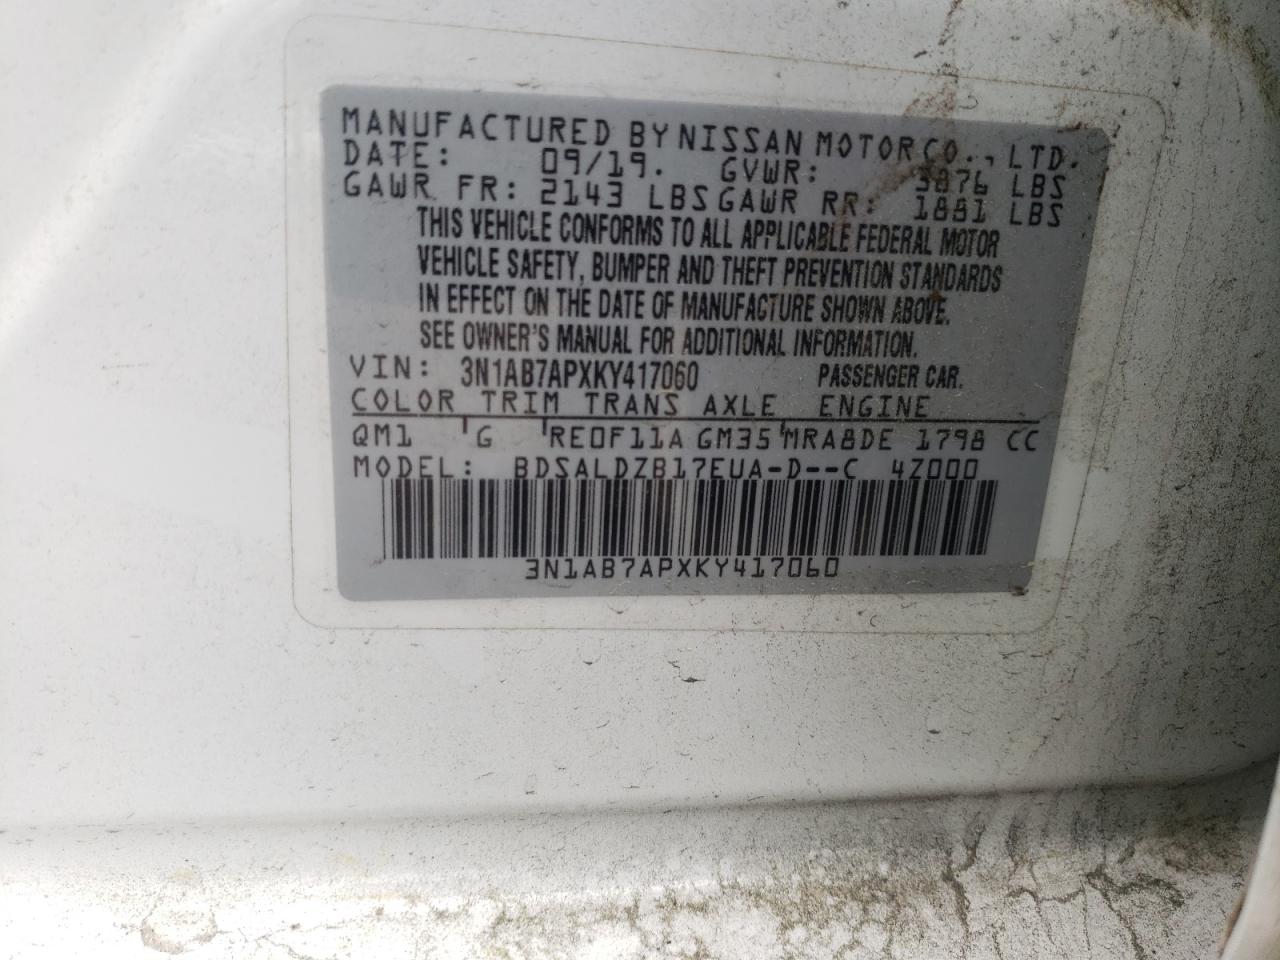 MANUFACTURED BY NISSAN MOTOR CO., LTD.
DATE: 09/19. GVWR: 3876 LBS
GAWR FR: 2143 LBS GAWR RR: 1881 LBS
THIS VEHICLE CONFORMS TO ALL APPLICABLE FEDERAL MOTOR
VEHICLE SAFETY, BUMPER AND THEFT PREVENTION STANDARDS
IN EFFECT ON THE DATE OF MANUFACTURE SHOWN ABOVE.
SEE OWNER'S MANUAL FOR ADDITIONAL INFORMATION.
VIN: 3N1AB7APXKY417060 PASSENGER CAR.
COLOR TRIM TRANS AXLE ENGINE
QM1 ' G ' RE0F11A GM35 ' MRA8DE 1798 CC
MODEL: BDSALDZB17EUA-D--C 4Z000
3N1AB7APXKY417060